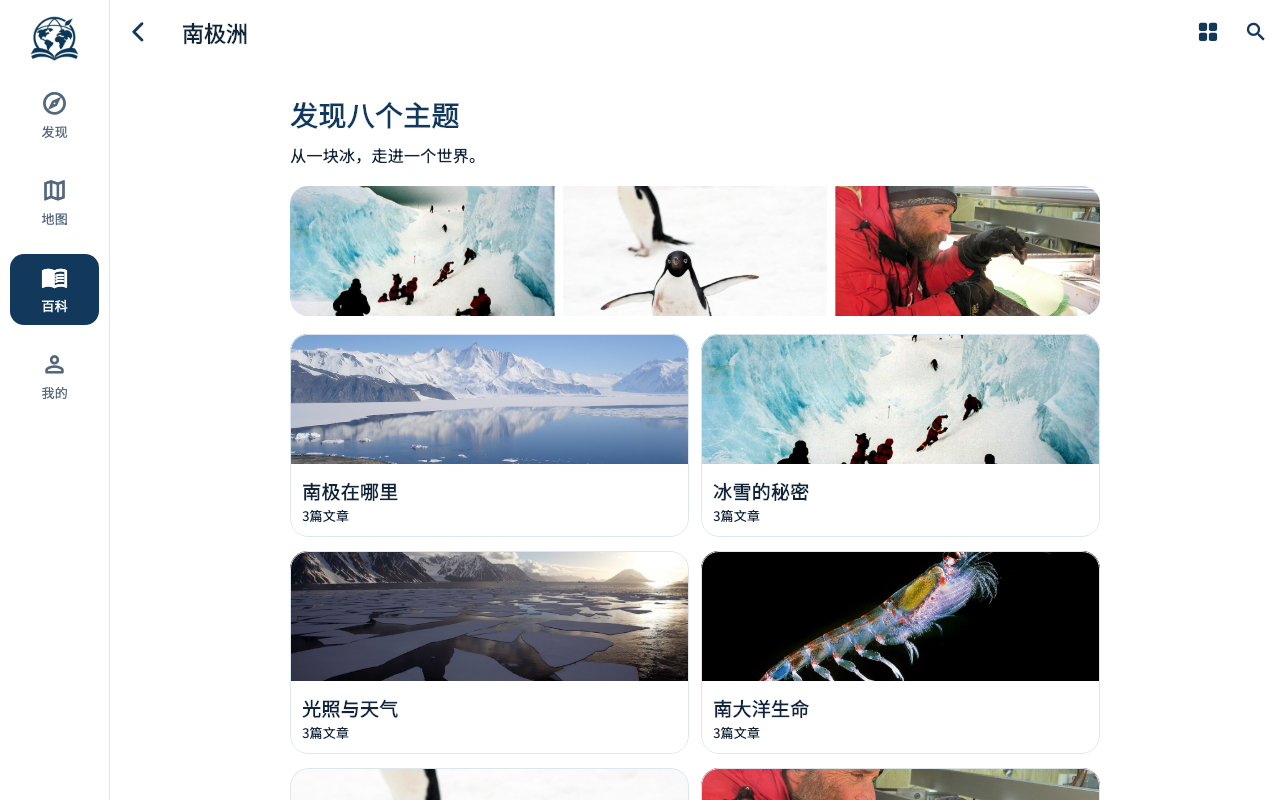 南极洲
发现
地图
百科
我的
发现八个主题
从一块冰，走进一个世界。
南极在哪里
3篇文章
冰雪的秘密
3篇文章
光照与天气
3篇文章
南大洋生命
3篇文章